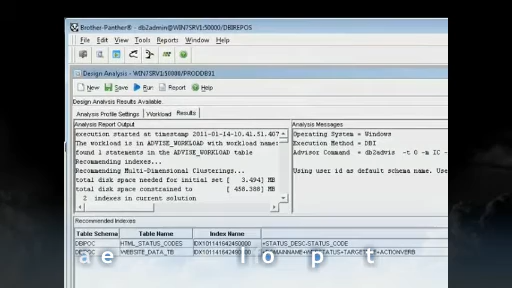 Brother-Panther® - db2admin@WIN7SRV1:50000/DBIREPOS
File Edit View Tools Reports Window Help
Design Analysis - WIN7SRV1:50000/PRODDB91
New Save Run Report Help
Design Analysis Results Available.
Analysis Profile Settings Workload Results
Analysis Report Output
execution started at timestamp 2011-01-14-10.41.51.407
The workload is in ADVISE_WORKLOAD with workload name:
found 1 statements in the ADVISE_WORKLOAD table
Recommending indexes...
Recommending Multi-Dimensional Clusterings...
total disk space needed for initial set [ 3.494] MB
total disk space constrained to [ 458.388] MB
2 indexes in current solution
Analysis Messages
Operating System = Windows
Execution Method = DBI
Advisor Command = db2advis -t 0 -m IC -
Using user id as default schema name. Us
Recommended Indexes
Table Schema Table Name Index Name
DBIPOC HTML_STATUS_CODES IDX101141642450000 +STATUS_DESC-STATUS_CODE
WEBSITE_DATA_TB
a e l o p t